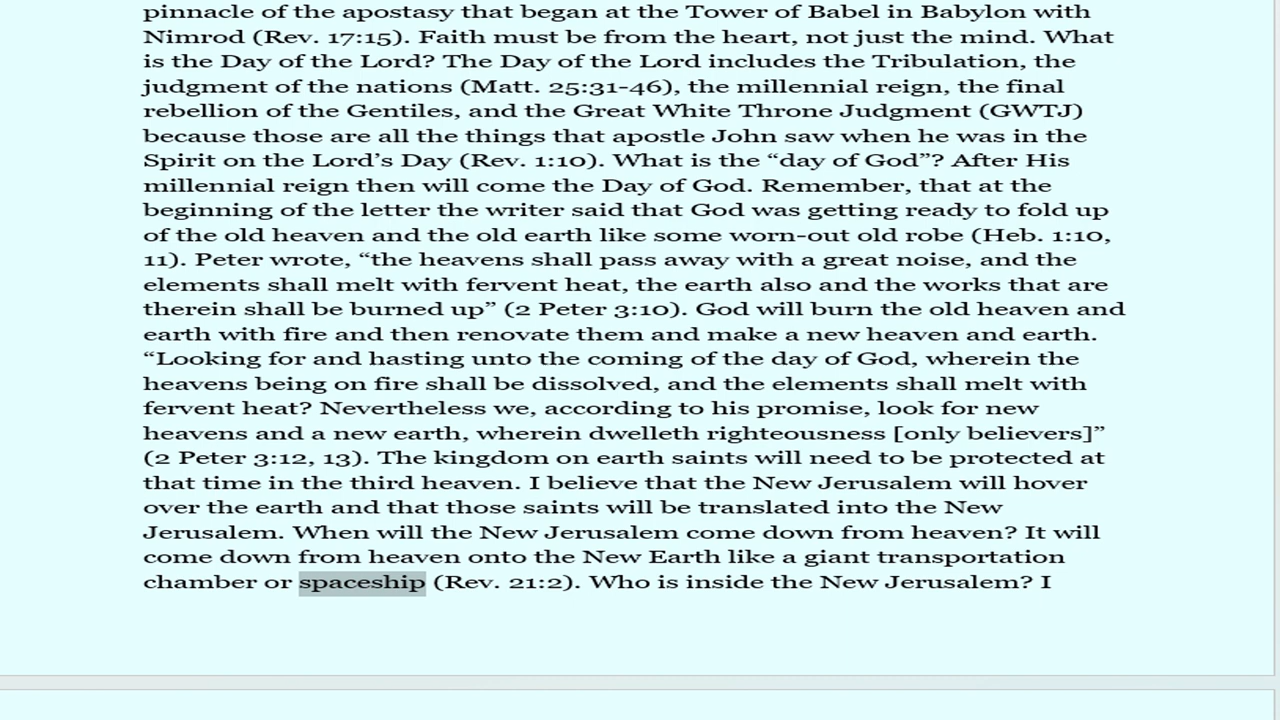 pinnacle of the apostasy that began at the Tower of Babel in Babylon with
Nimrod (Rev. 17:15). Faith must be from the heart, not just the mind. What
is the Day of the Lord? The Day of the Lord includes the Tribulation, the
judgment of the nations (Matt. 25:31-46), the millennial reign, the final
rebellion of the Gentiles, and the Great White Throne Judgment (GWTJ)
because those are all the things that apostle John saw when he was in the
Spirit on the Lord’s Day (Rev. 1:10). What is the “day of God”? After His
millennial reign then will come the Day of God. Remember, that at the
beginning of the letter the writer said that God was getting ready to fold up
of the old heaven and the old earth like some worn-out old robe (Heb. 1:10,
11). Peter wrote, “the heavens shall pass away with a great noise, and the
elements shall melt with fervent heat, the earth also and the works that are
therein shall be burned up” (2 Peter 3:10). God will burn the old heaven and
earth with fire and then renovate them and make a new heaven and earth.
“Looking for and hasting unto the coming of the day of God, wherein the
heavens being on fire shall be dissolved, and the elements shall melt with
fervent heat? Nevertheless we, according to his promise, look for new
heavens and a new earth, wherein dwelleth righteousness [only believers]”
(2 Peter 3:12, 13). The kingdom on earth saints will need to be protected at
that time in the third heaven. I believe that the New Jerusalem will hover
over the earth and that those saints will be translated into the New
Jerusalem. When will the New Jerusalem come down from heaven? It will
come down from heaven onto the New Earth like a giant transportation
chamber or spaceship (Rev. 21:2). Who is inside the New Jerusalem? I